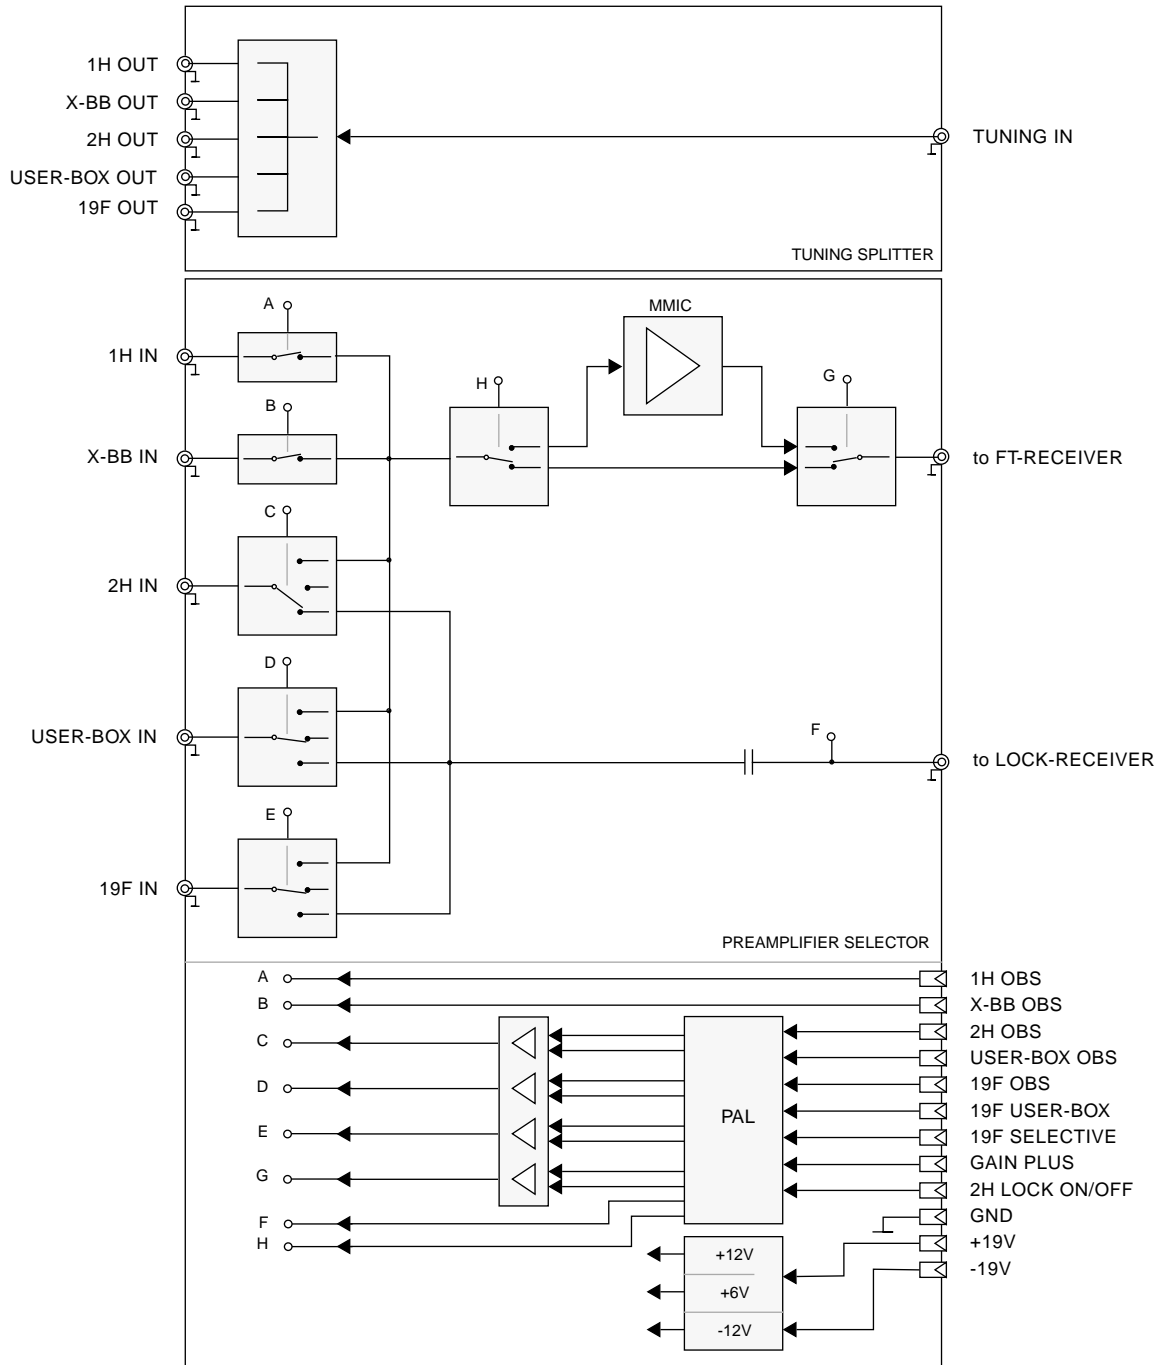 1H OUT
X-BB OUT
2H OUT
USER-BOX OUT
19F OUT
TUNING IN
TUNING SPLITTER
A
MMIC
1H IN
H
G
B
X-BB IN
to FT-RECEIVER
C
2H IN
D
USER-BOX IN
F
to LOCK-RECEIVER
E
19F IN
PREAMPLIFIER SELECTOR
A
1H OBS
B
X-BB OBS
C
2H OBS
USER-BOX OBS
D
19F OBS
PAL
19F USER-BOX
E
19F SELECTIVE
G
GAIN PLUS
2H LOCK ON/OFF
F
GND
H
+12V
+19V
+6V
-19V
-12V